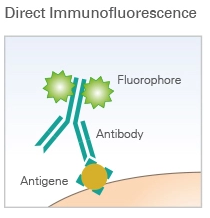 Direct Immunofluorescence
Fluorophore
Antibody
Antigene